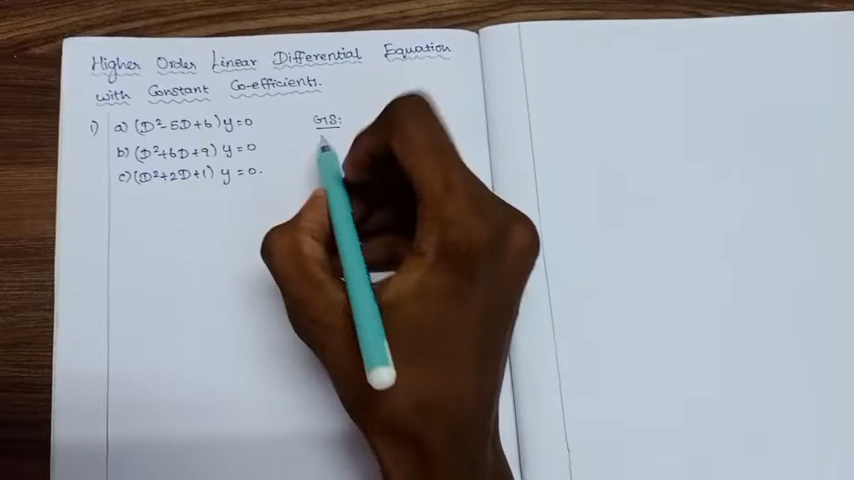 Higher Order Linear Differential Equation
with Constant Co-efficients.
1) a) (D²-5D+6)y=0
b) (D²+6D+9)y=0
c) (D²+2D+1)y=0.
G1S: